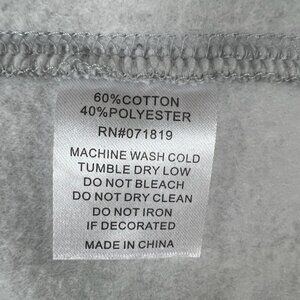 60%COTTON
40%POLYESTER
RN#071819
MACHINE WASH COLD
TUMBLE DRY LOW
DO NOT BLEACH
DO NOT DRY CLEAN
DO NOT IRON
IF DECORATED
MADE IN CHINA